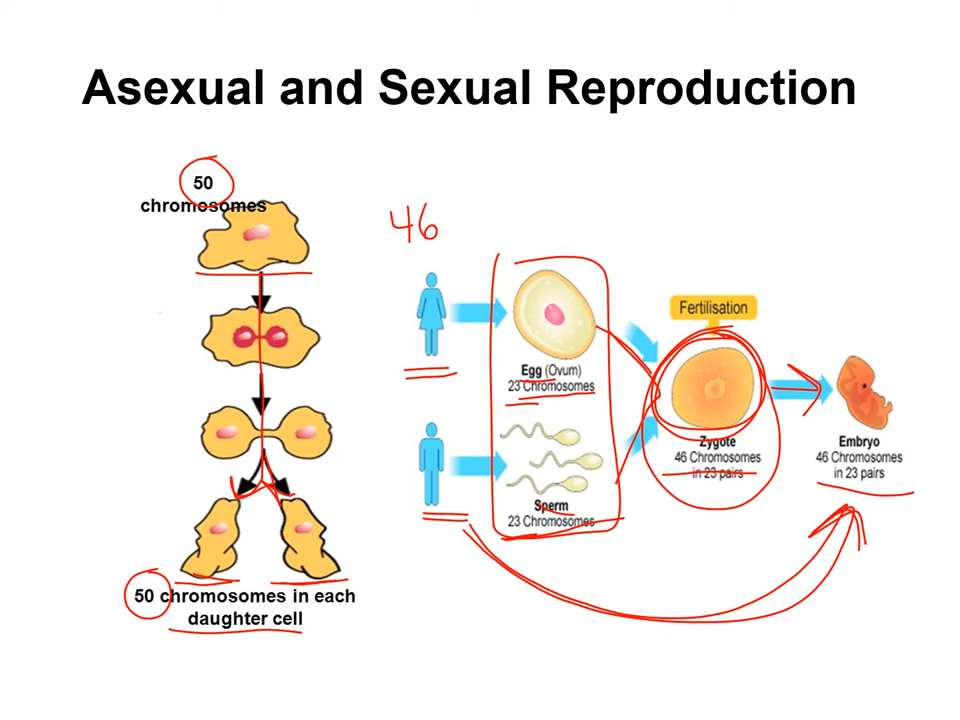 Asexual and Sexual Reproduction
50
chromosomes
50 chromosomes in each
daughter cell
46
Egg (Ovum)
23 Chromosomes
Sperm
23 Chromosomes
Fertilisation
Zygote
46 Chromosomes
in 23 pairs
Embryo
46 Chromosomes
in 23 pairs